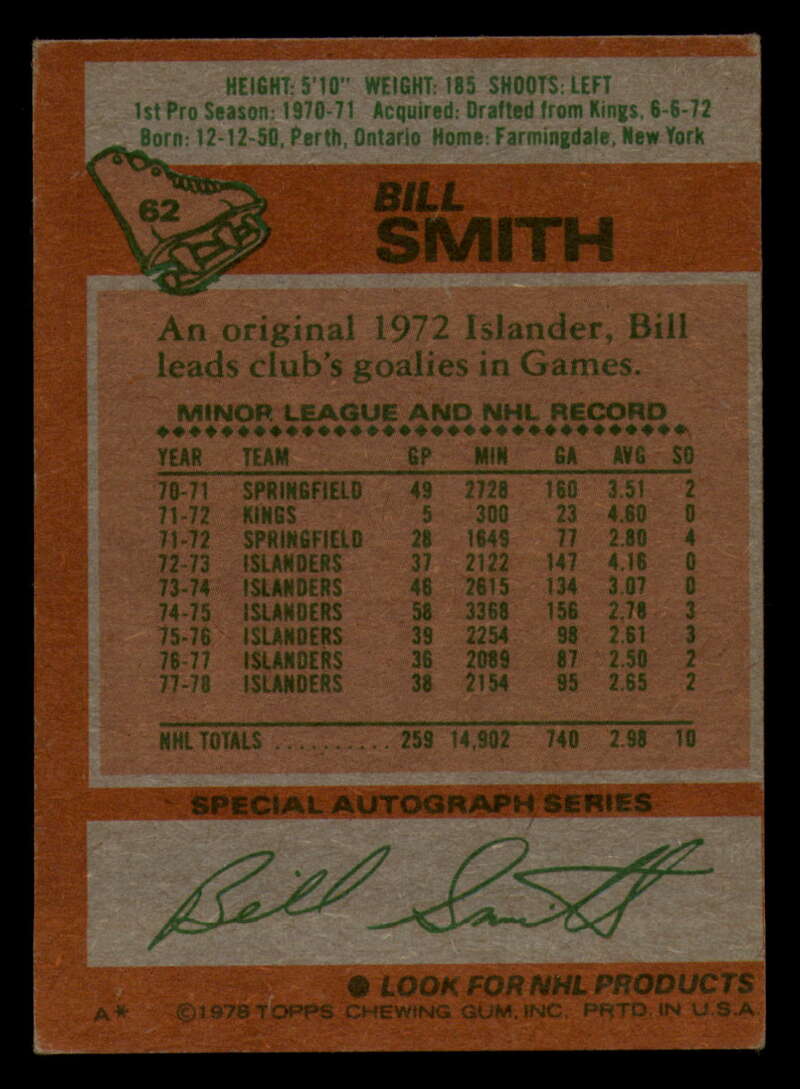 HEIGHT: 5'10" WEIGHT: 185 SHOOTS: LEFT
1st Pro Season: 1970-71 Acquired: Drafted from Kings, 6-6-72
Born: 12-12-50, Perth, Ontario Home: Farmingdale, New York
62
BILL
SMITH
An original 1972 Islander, Bill
leads club's goalies in Games.
MINOR LEAGUE AND NHL RECORD
YEAR TEAM GP MIN GA AVG SO
70-71 SPRINGFIELD 49 2728 160 3.51 2
71-72 KINGS 5 300 23 4.60 0
71-72 SPRINGFIELD 28 1649 77 2.80 4
72-73 ISLANDERS 37 2122 147 4.16 0
73-74 ISLANDERS 46 2615 134 3.07 0
74-75 ISLANDERS 58 3368 156 2.78 3
75-76 ISLANDERS 39 2254 98 2.61 3
76-77 ISLANDERS 36 2089 87 2.50 2
77-78 ISLANDERS 38 2154 95 2.65 2
NHL TOTALS .......... 259 14,902 740 2.98 10
SPECIAL AUTOGRAPH SERIES
Bill Smith
LOOK FOR NHL PRODUCTS
A* ©1978 TOPPS CHEWING GUM, INC. PRTD. IN U.S.A.